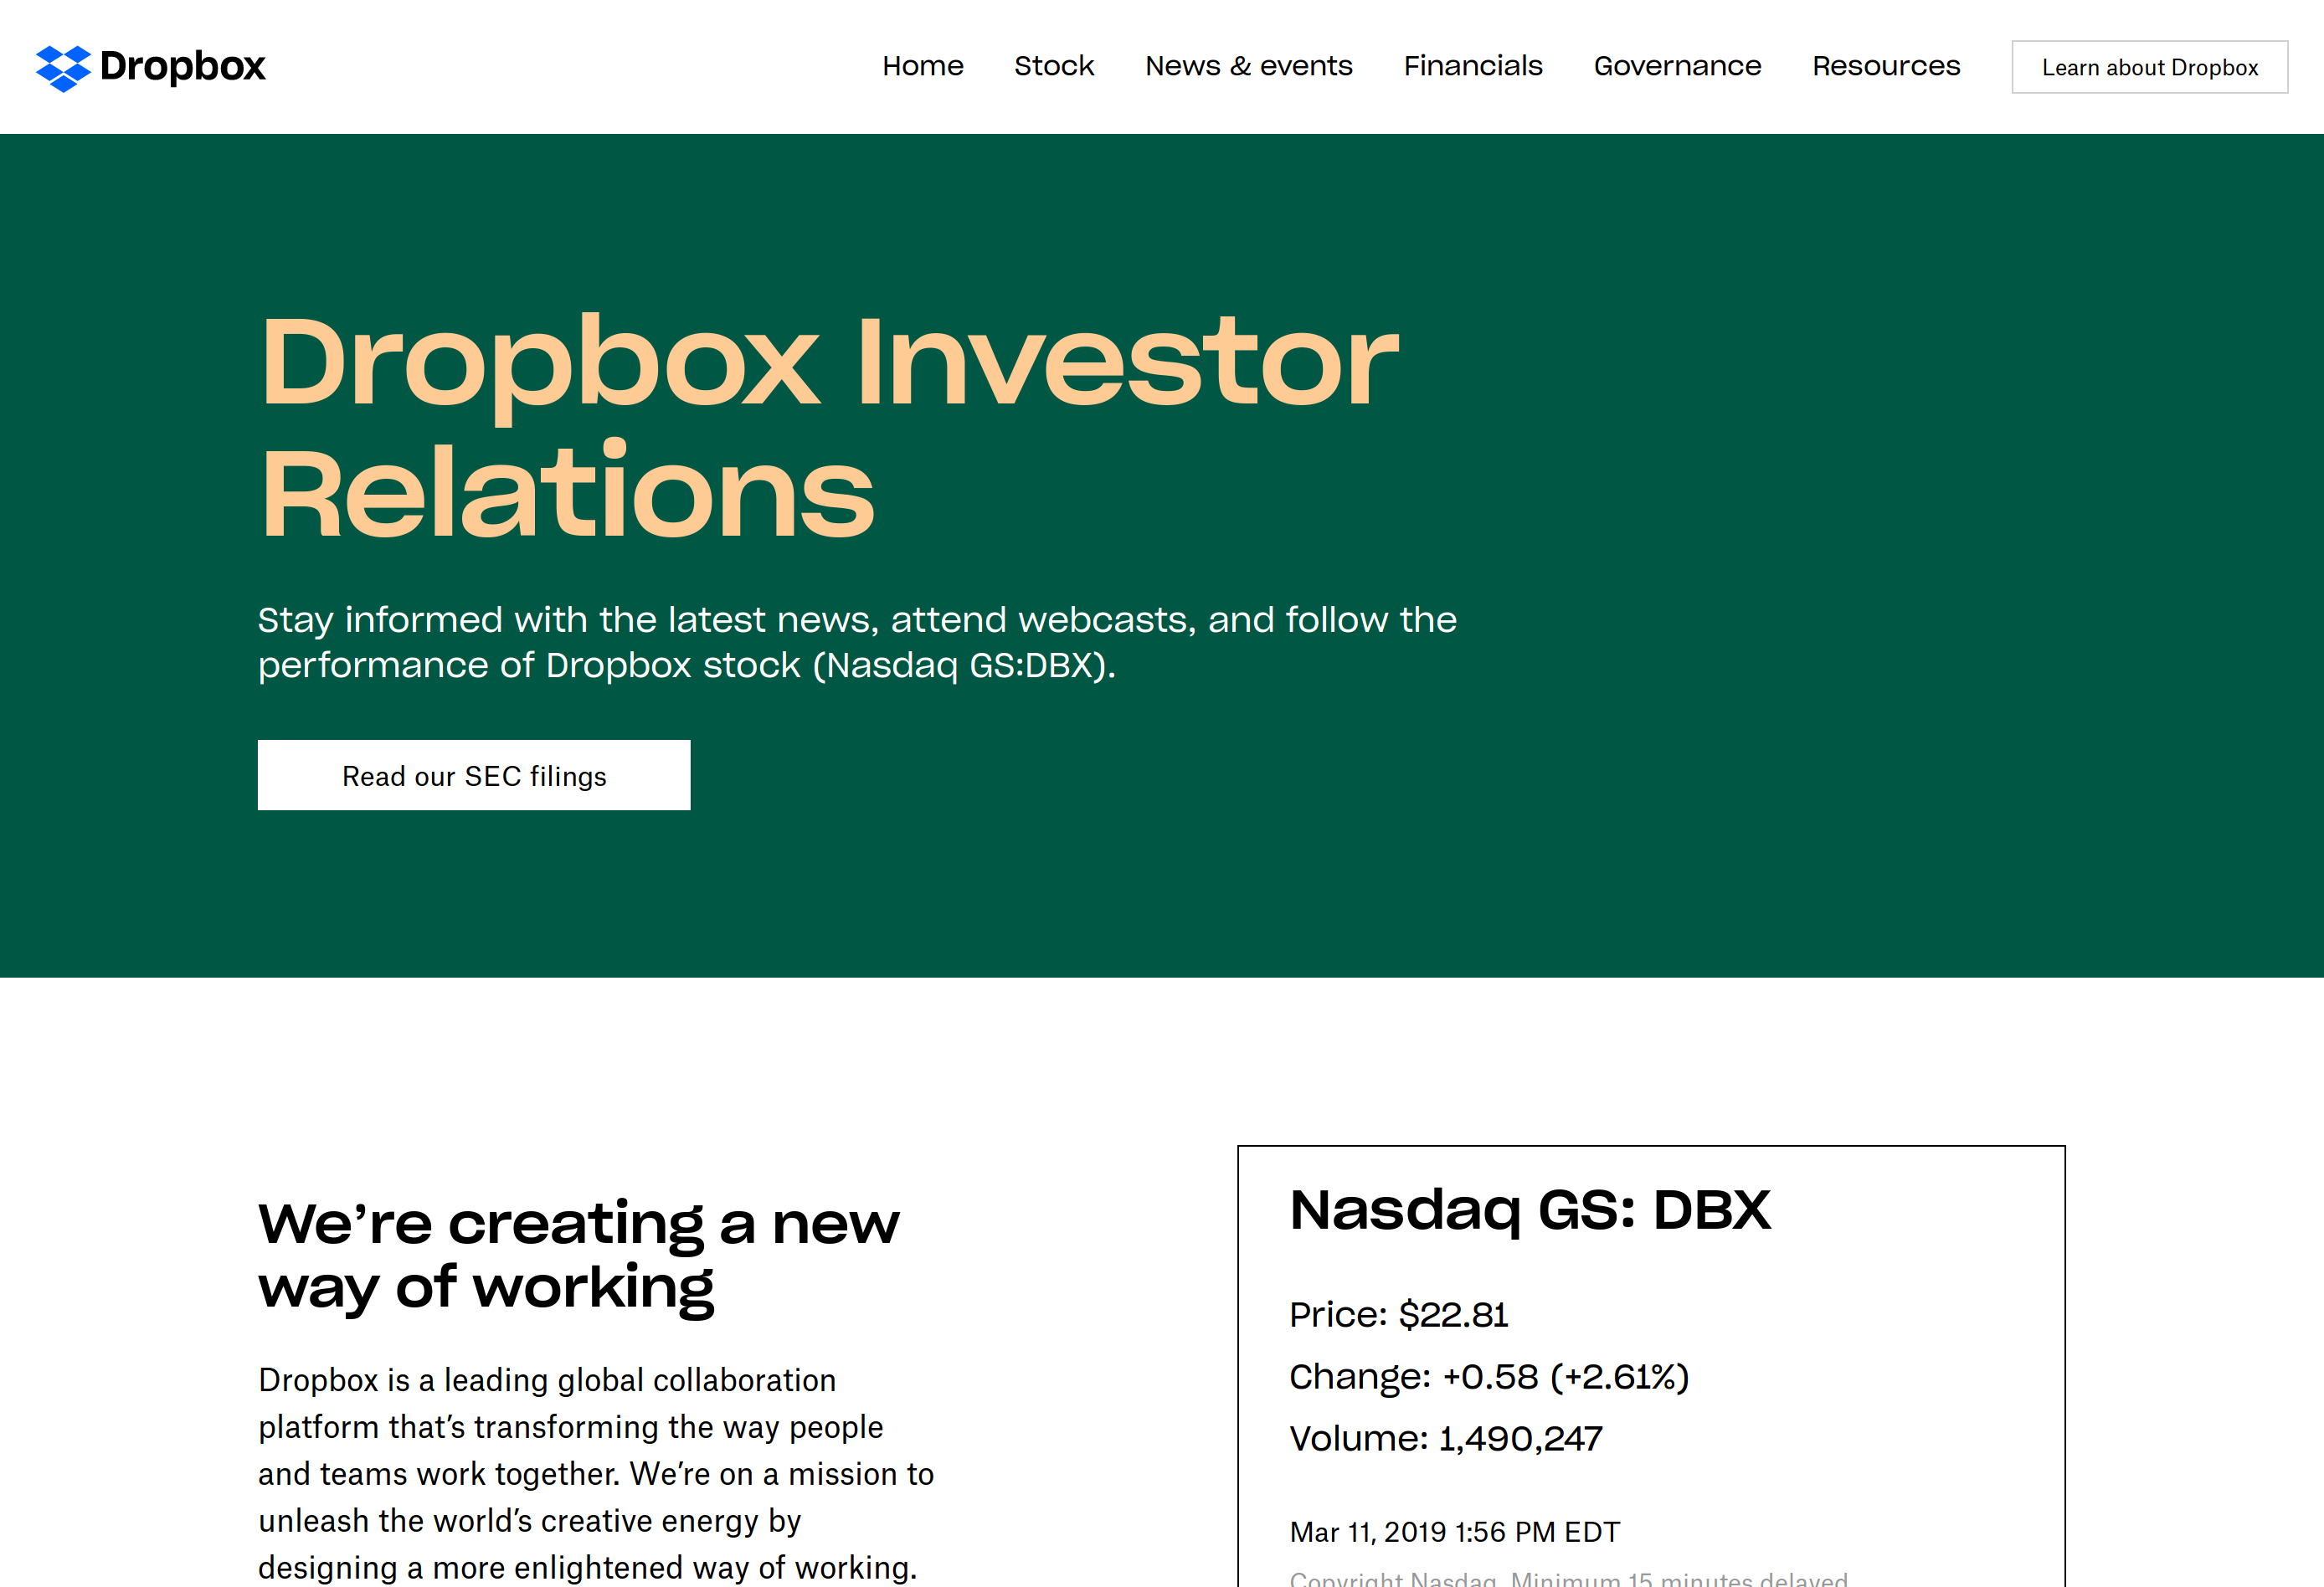 Dropbox
Home Stock News & events Financials Governance Resources Learn about Dropbox
Dropbox Investor
Relations
Stay informed with the latest news, attend webcasts, and follow the
performance of Dropbox stock (Nasdaq GS:DBX).
Read our SEC filings
We’re creating a new
way of working
Dropbox is a leading global collaboration
platform that’s transforming the way people
and teams work together. We’re on a mission to
unleash the world’s creative energy by
designing a more enlightened way of working.
Nasdaq GS: DBX
Price: $22.81
Change: +0.58 (+2.61%)
Volume: 1,490,247
Mar 11, 2019 1:56 PM EDT
Copyright Nasdaq. Minimum 15 minutes delayed